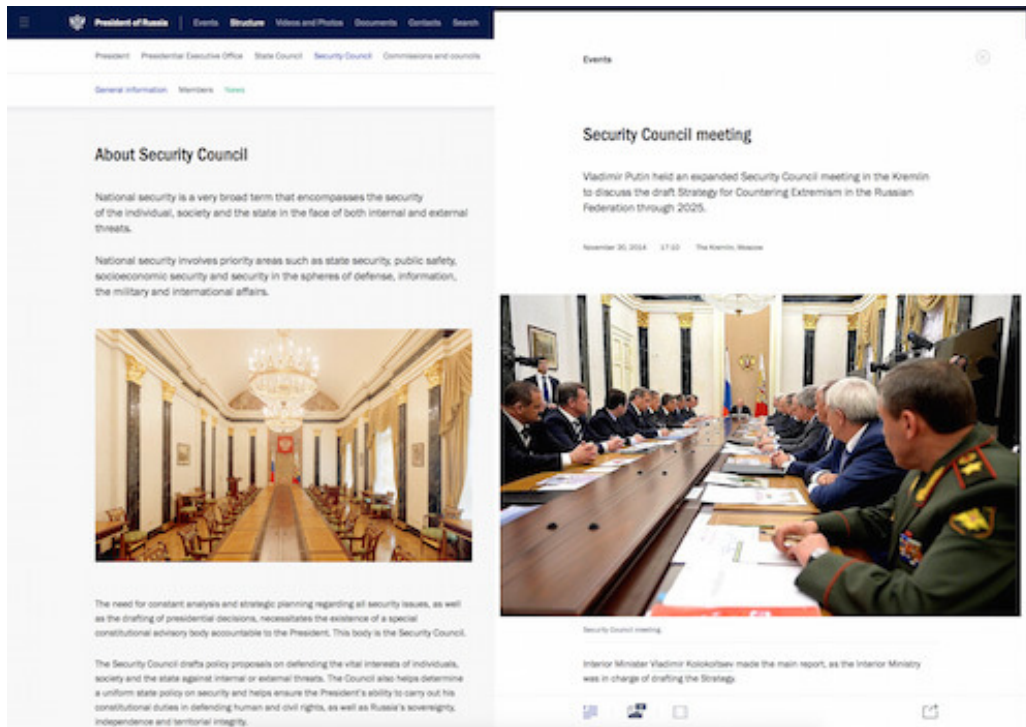 President of Russia
Events Structure Videos and Photos Documents Contacts Search
President Presidential Executive Office State Council Security Council Commissions and councils
General information Members News
About Security Council
National security is a very broad term that encompasses the security
of the individual, society and the state in the face of both internal and external
threats.
National security involves priority areas such as state security, public safety,
socioeconomic security and security in the spheres of defense, information,
the military and international affairs.
The need for constant analysis and strategic planning regarding all security issues, as well
as the drafting of presidential decisions, necessitates the existence of a special
constitutional advisory body accountable to the President. This body is the Security Council.
The Security Council drafts policy proposals on defending the vital interests of individuals,
society and the state against internal or external threats. The Council also helps determine
a uniform state policy on security and helps ensure the President's ability to carry out his
constitutional duties in defending human and civil rights, as well as Russia's sovereignty,
independence and territorial integrity.
Events
Security Council meeting
Vladimir Putin held an expanded Security Council meeting in the Kremlin
to discuss the draft Strategy for Countering Extremism in the Russian
Federation through 2025.
November 20, 2014 17:10 The Kremlin, Moscow
Security Council meeting.
Interior Minister Vladimir Kolokoltsev made the main report, as the Interior Ministry
was in charge of drafting the Strategy.